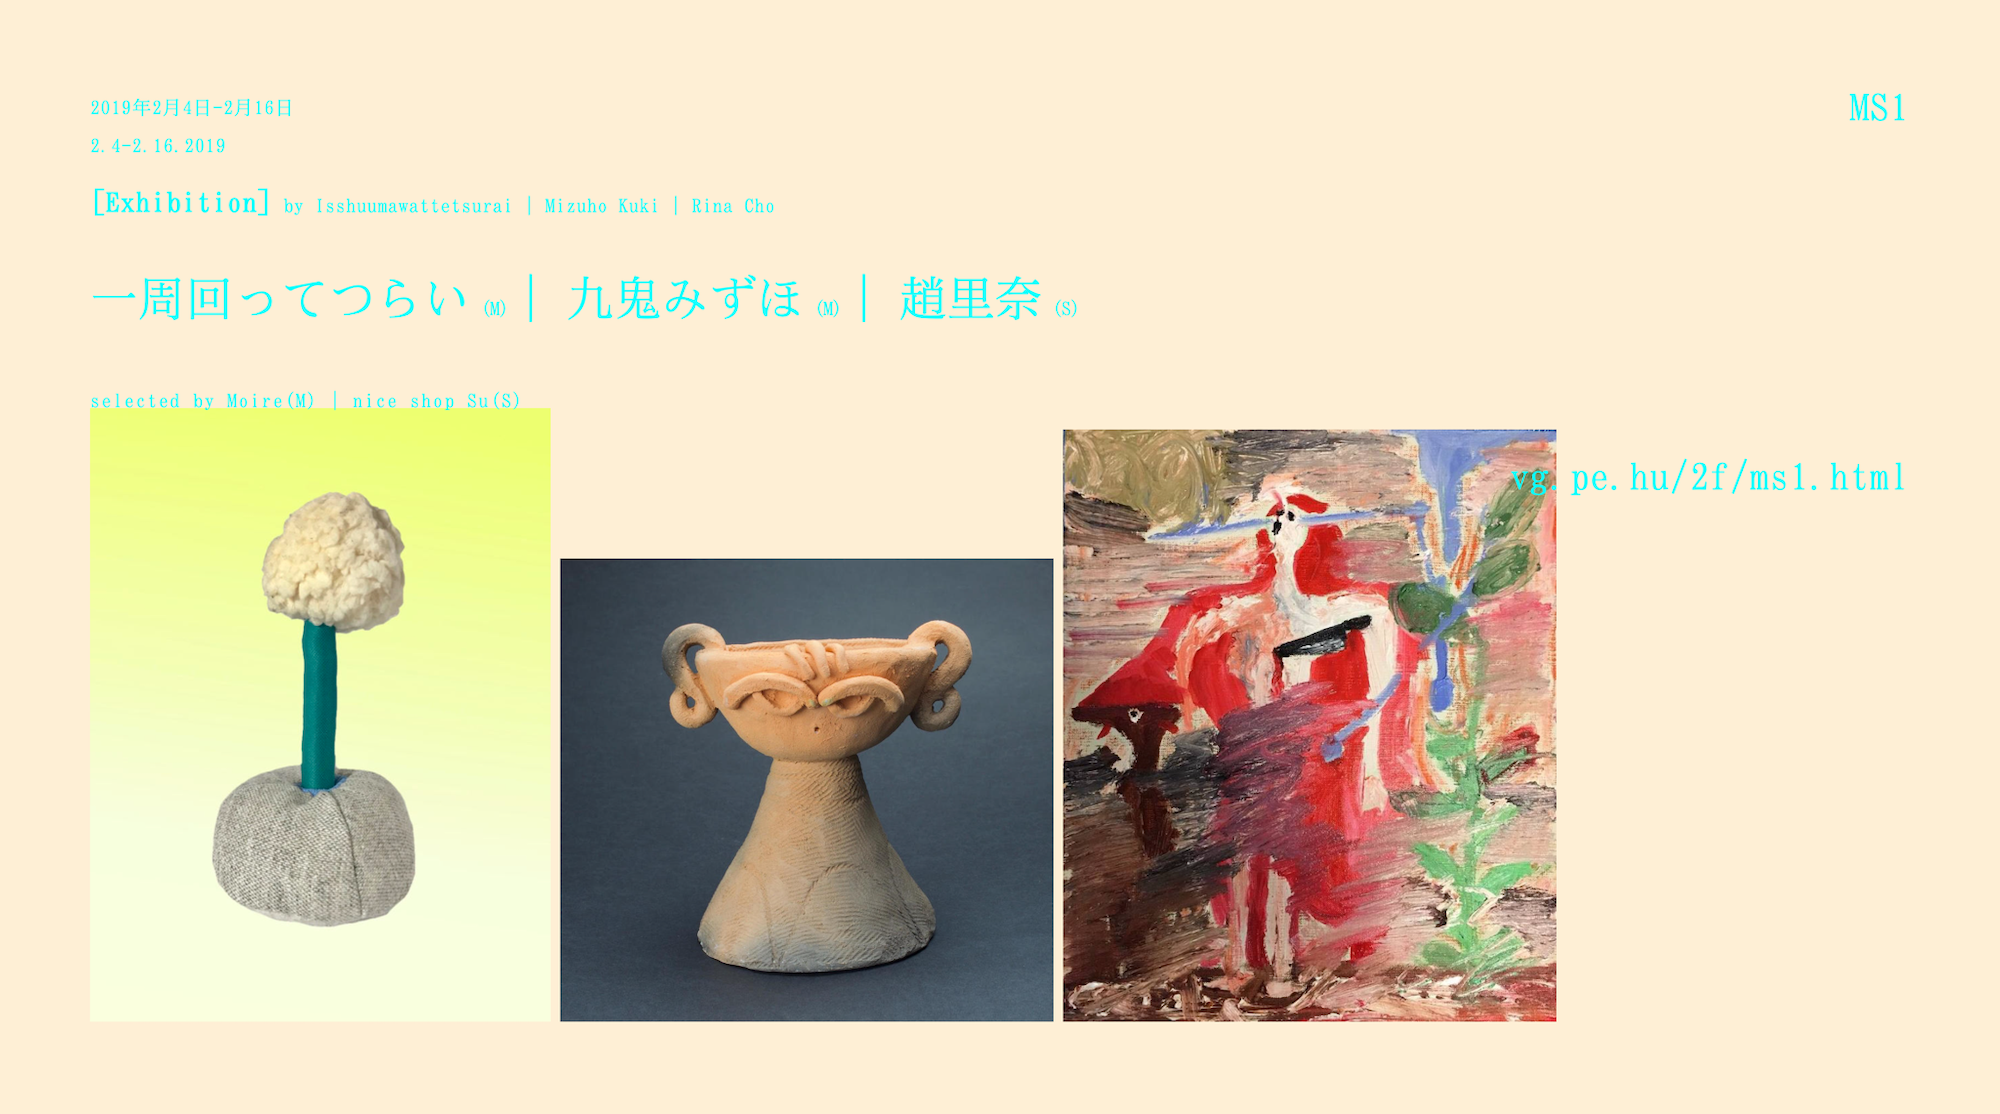 2019年2月4日-2月16日
MS1
2.4-2.16.2019
[Exhibition] by Isshuumawattetsurai | Mizuho Kuki | Rina Cho
一周回ってつらい (M) | 九鬼みずほ (M) | 趙里奈 (S)
selected by Moire(M) | nice shop Su(S)
vg.pe.hu/2f/ms1.html